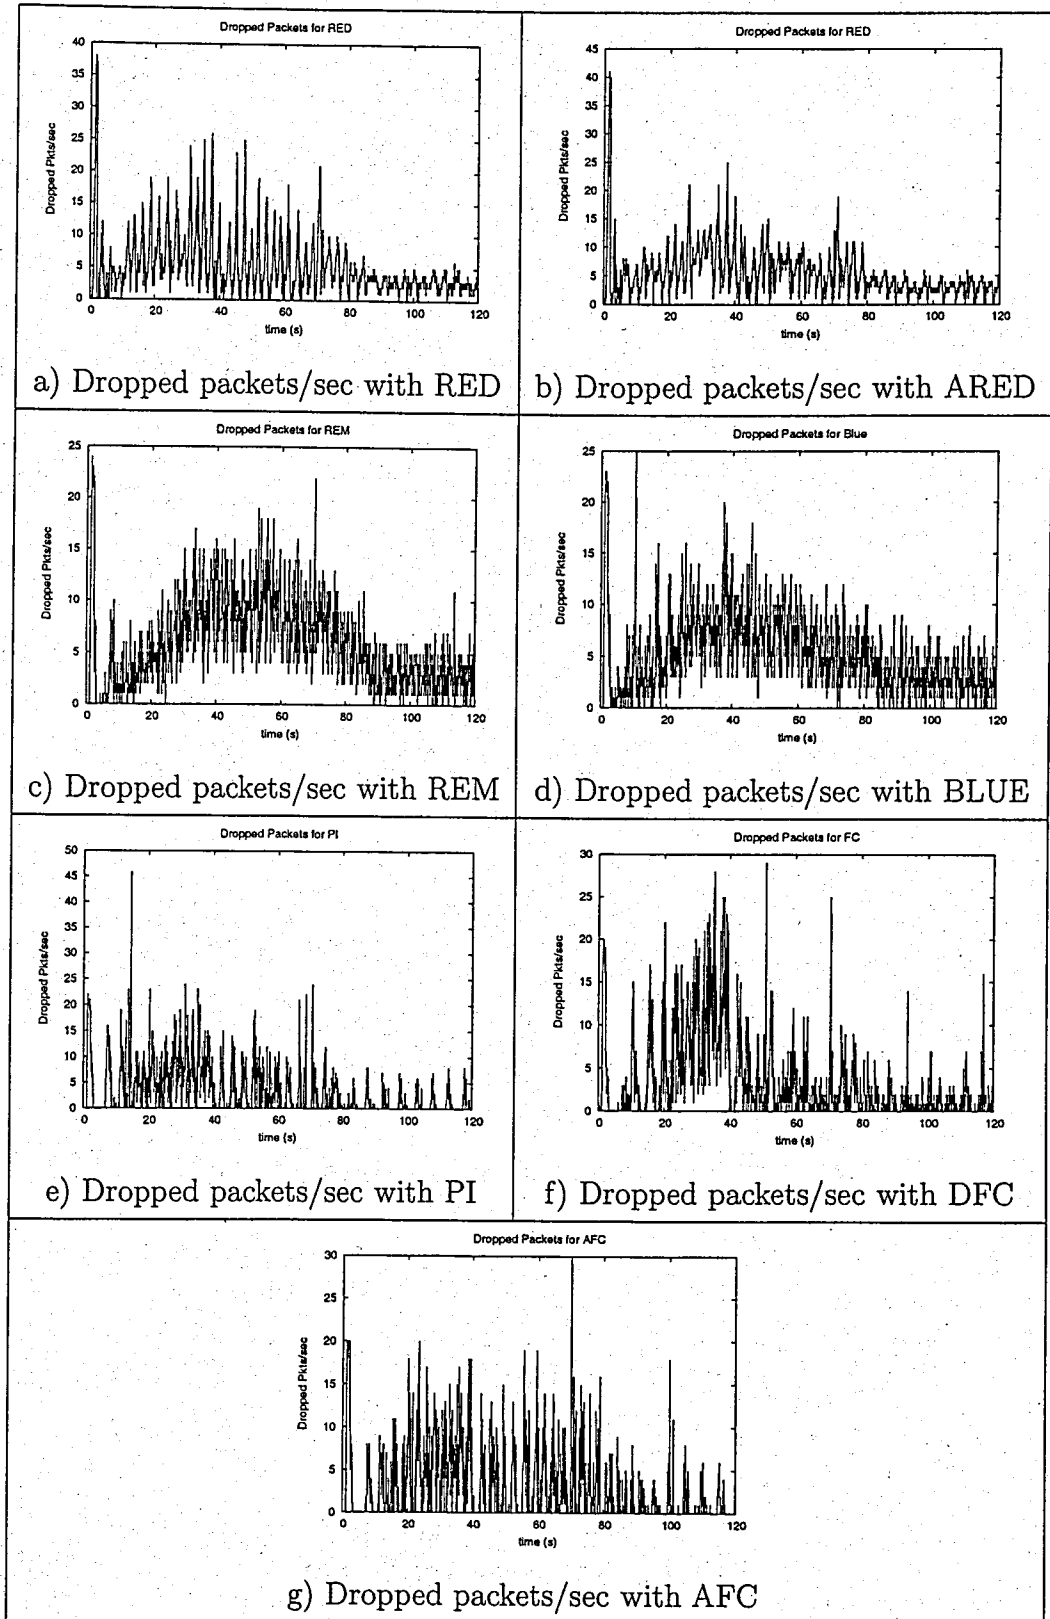 Dropped Packets for RED
40
35
30
25
20
15
10
5
0
Dropped Pkts/sec
0 20 40 60 80 100 120
time (s)
a) Dropped packets/sec with RED
Dropped Packets for RED
45
40
35
30
25
20
15
10
5
0
Dropped Pkts/sec
0 20 40 60 80 100 120
time (s)
b) Dropped packets/sec with ARED
Dropped Packets for REM
25
20
15
10
5
0
Dropped Pkts/sec
0 20 40 60 80 100 120
time (s)
c) Dropped packets/sec with REM
Dropped Packets for Blue
25
20
15
10
5
0
Dropped Pkts/sec
0 20 40 60 80 100 120
time (s)
d) Dropped packets/sec with BLUE
Dropped Packets for PI
50
45
40
35
30
25
20
15
10
5
0
Dropped Pkts/sec
0 20 40 60 80 100 120
time (s)
e) Dropped packets/sec with PI
Dropped Packets for FC
30
25
20
15
10
5
0
Dropped Pkts/sec
0 20 40 60 80 100 120
time (s)
f) Dropped packets/sec with DFC
Dropped Packets for AFC
30
25
20
15
10
5
0
Dropped Pkts/sec
0 20 40 60 80 100 120
time (s)
g) Dropped packets/sec with AFC